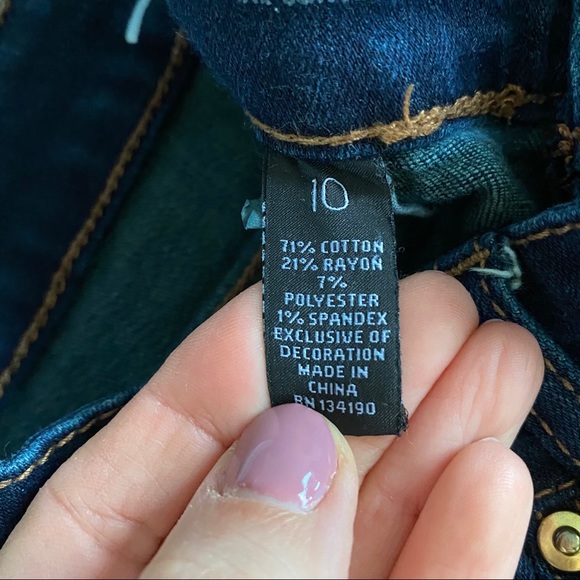 10
71% COTTON
21% RAYON
7%
POLYESTER
1% SPANDEX
EXCLUSIVE OF
DECORATION
MADE IN
CHINA
RN 134190